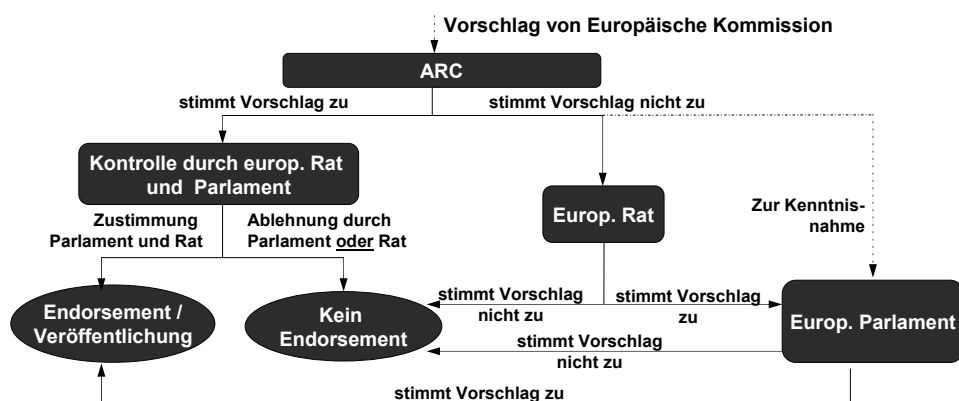 Vorschlag von Europäische Kommission
ARC
stimmt Vorschlag zu
stimmt Vorschlag nicht zu
Kontrolle durch europ. Rat
und Parlament
Europ. Rat
Zur Kenntnis-
nahme
Zustimmung
Parlament und Rat
Ablehnung durch
Parlament oder Rat
Endorsement /
Veröffentlichung
Kein
Endorsement
stimmt Vorschlag
nicht zu
stimmt Vorschlag
zu
Europ. Parlament
stimmt Vorschlag
nicht zu
stimmt Vorschlag zu